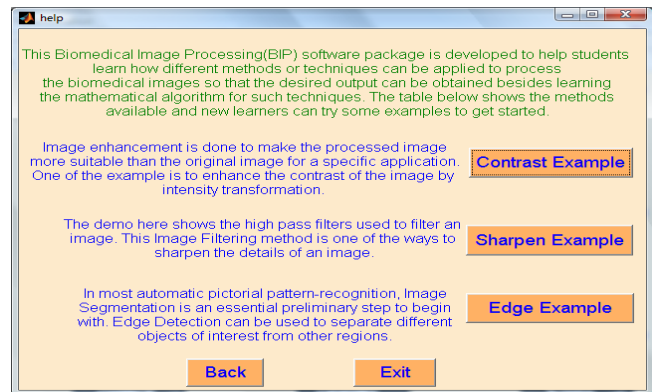 help
This Biomedical Image Processing(BIP) software package is developed to help students
learn how different methods or techniques can be applied to process
the biomedical images so that the desired output can be obtained besides learning
the mathematical algorithm for such techniques. The table below shows the methods
available and new learners can try some examples to get started.
Image enhancement is done to make the processed image
more suitable than the original image for a specific application.
One of the example is to enhance the contrast of the image by
intensity transformation.
Contrast Example
The demo here shows the high pass filters used to filter an
image. This Image Filtering method is one of the ways to
sharpen the details of an image.
Sharpen Example
In most automatic pictorial pattern-recognition, Image
Segmentation is an essential preliminary step to begin
with. Edge Detection can be used to separate different
objects of interest from other regions.
Edge Example
Back
Exit